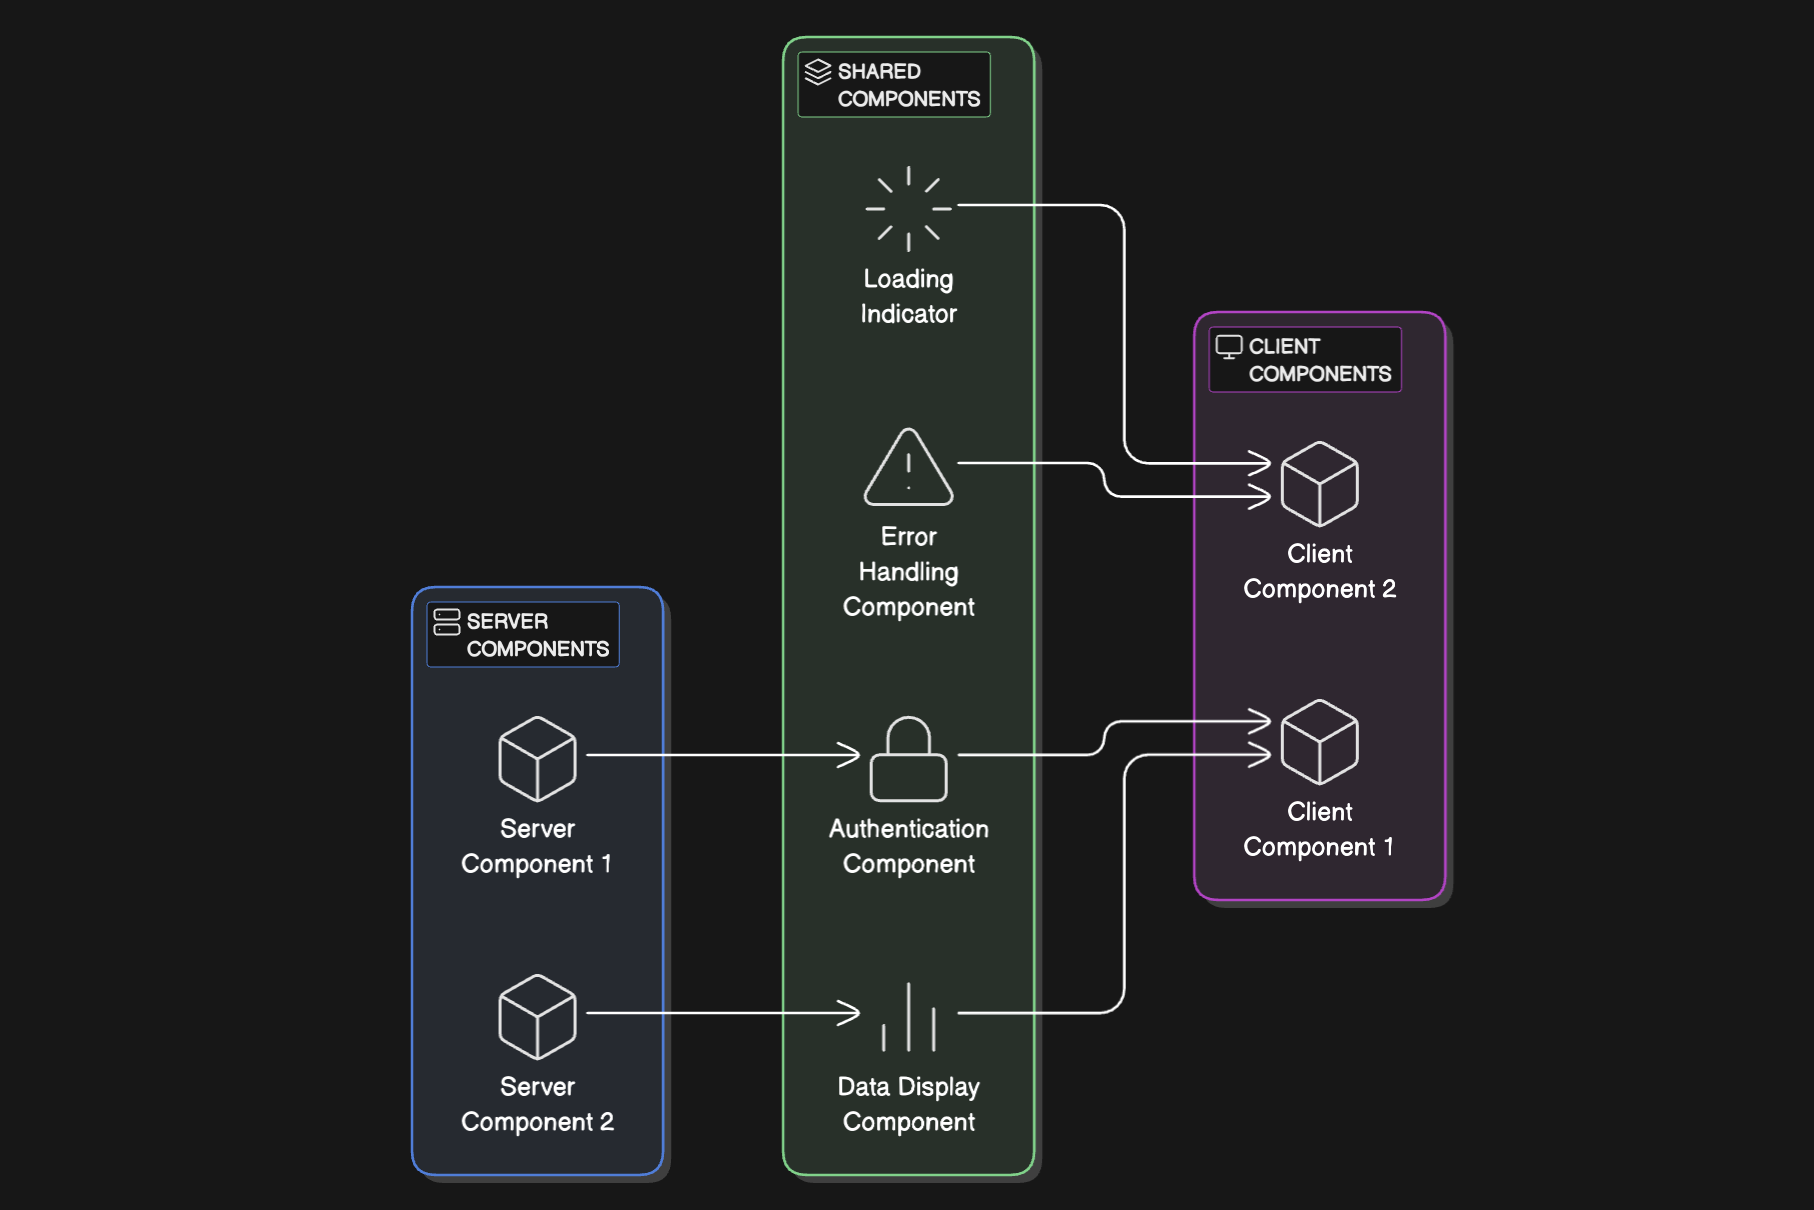 SHARED
COMPONENTS
Loading
Indicator
Error
Handling
Component
Authentication
Component
Data Display
Component
CLIENT
COMPONENTS
Client
Component 2
Client
Component 1
SERVER
COMPONENTS
Server
Component 1
Server
Component 2